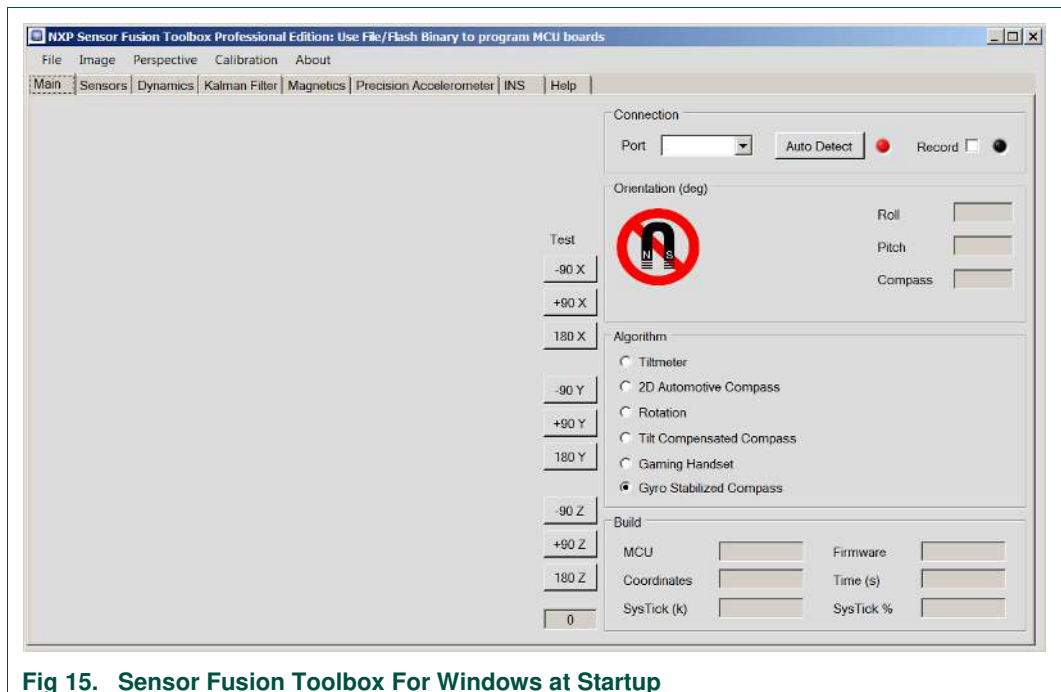 NXP Sensor Fusion Toolbox Professional Edition: Use File/Flash Binary to program MCU boards
File Image Perspective Calibration About
Main Sensors Dynamics Kalman Filter Magnetics Precision Accelerometer INS Help
Connection
Port Auto Detect Record
Orientation (deg)
N S
Roll
Pitch
Compass
Test
-90 X
+90 X
180 X
-90 Y
+90 Y
180 Y
-90 Z
+90 Z
180 Z
0
Algorithm
Tiltmeter
2D Automotive Compass
Rotation
Tilt Compensated Compass
Gaming Handset
Gyro Stabilized Compass
Build
MCU Firmware
Coordinates Time (s)
SysTick (k) SysTick %
Fig 15. Sensor Fusion Toolbox For Windows at Startup